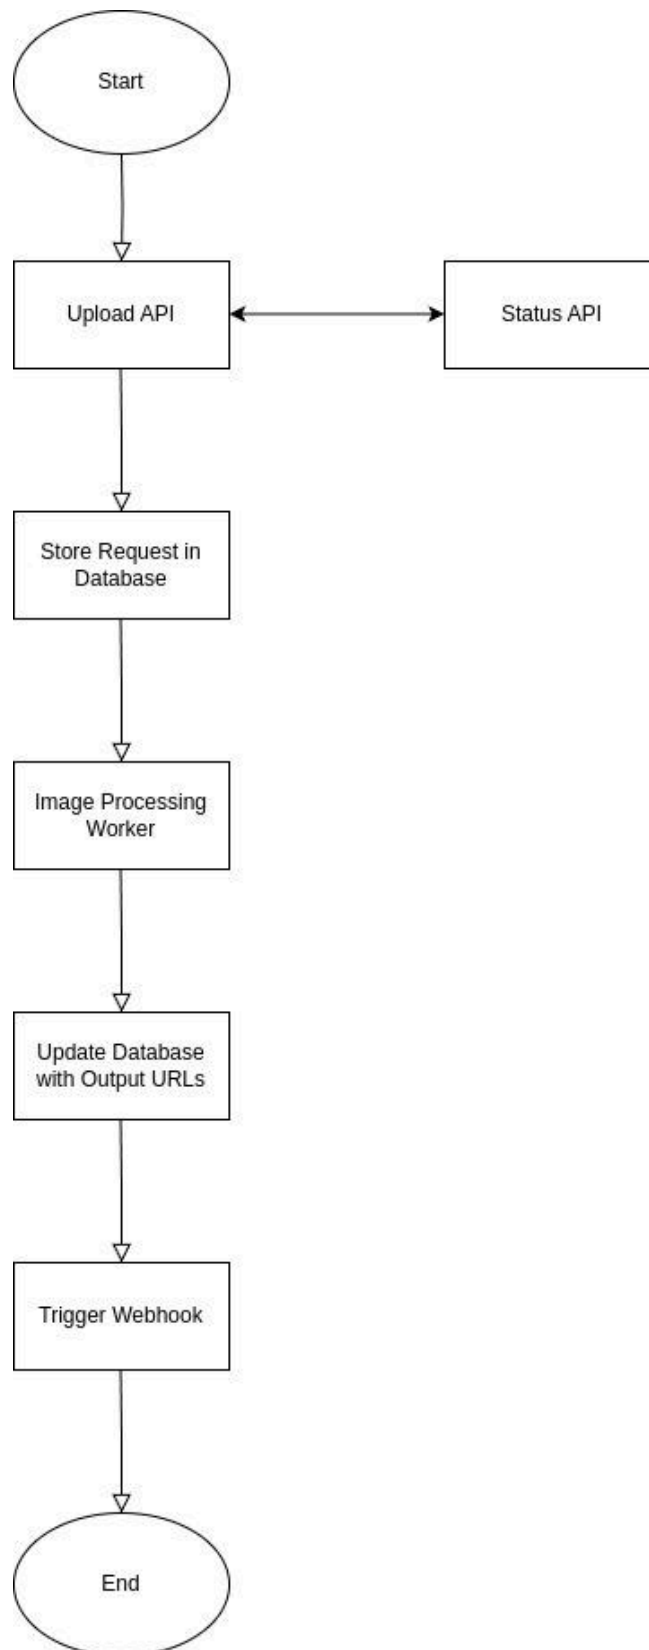 Start
Upload API
Status API
Store Request in
Database
Image Processing
Worker
Update Database
with Output URLs
Trigger Webhook
End